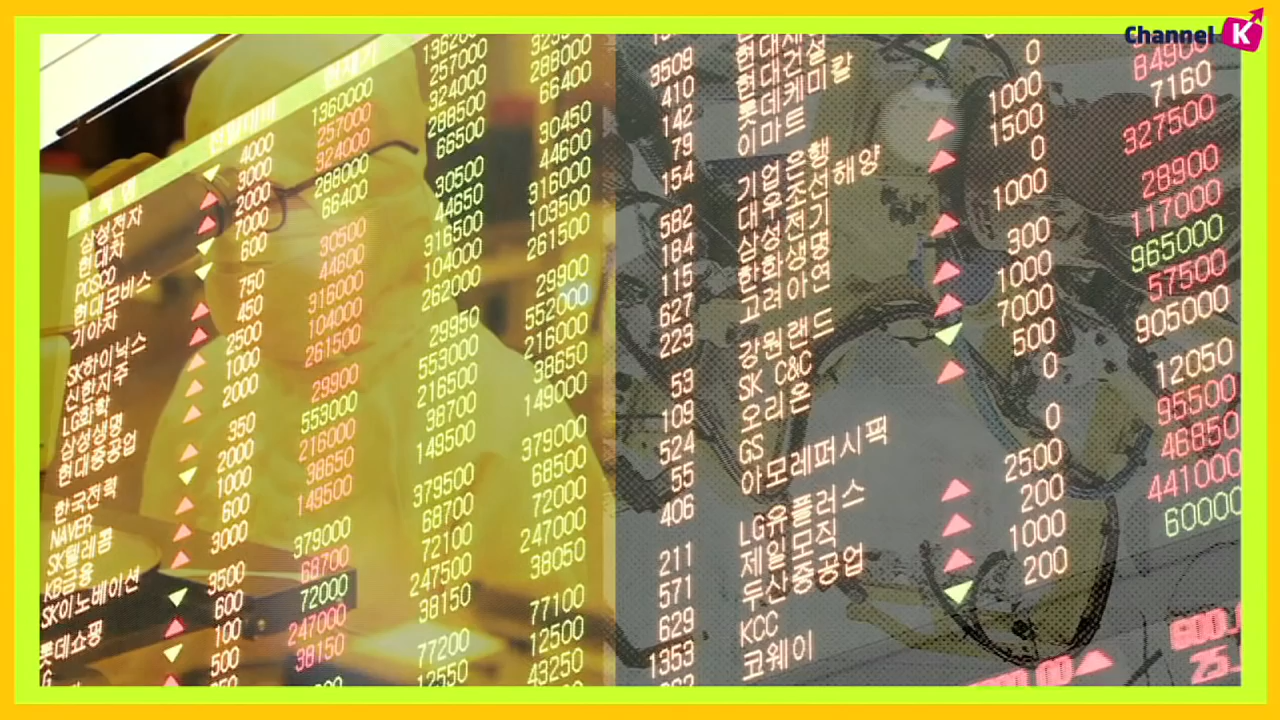 Channel K
삼성전자 4000 1360000
현대차 3000 257000 257000
POSCO 2000 324000 324000
현대모비스 7000 288000 288500 288000
기아차 600 66400 66500 66400
SK하이닉스 750 30500 30500 30450
신한지주 450 44600 44650 44600
LG화학 2500 316000 316500 316000
삼성생명 1000 104000 104000 103500
현대중공업 2000 261500 262000 261500
한국전력 350 29900 29950 29900
NAVER 2000 553000 553000 552000
SK텔레콤 1000 216000 216500 216000
KB금융 600 38650 38700 38650
SK이노베이션 3000 149500 149500 149000
롯데쇼핑 3500 379000 379500 379000
600 68700 68700 68500
100 72000 72100 72000
500 247000 247500 247000
38150 38150 38050
77200 77100
12550 12500
43250
3509
410
142
79
154
582
184
115
627
223
53
109
524
55
406
211
571
629
1353
현대건설
롯데케미칼
이마트
기업은행
대우조선해양
삼성전기
한화생명
고려아연
강원랜드
SK C&C
오리온
GS
아모레퍼시픽
LG유플러스
제일모직
두산중공업
KCC
코웨이
0
1000
1500
0
1000
300
1000
7000
500
0
0
2500
200
1000
200
84900
7160
327500
28900
117000
965000
57500
905000
12050
95500
46850
441000
60000